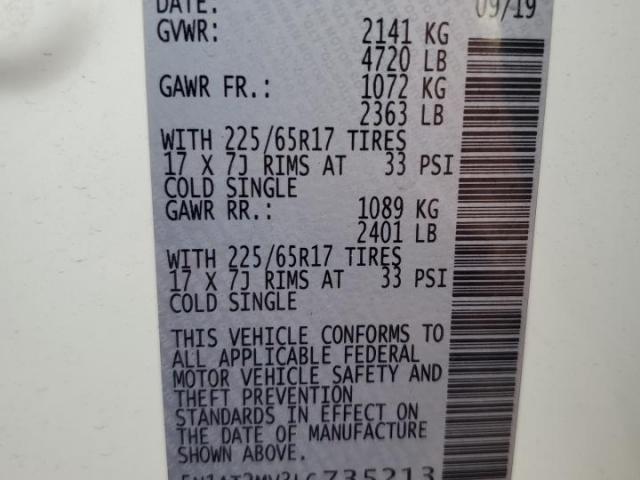 DATE: 09/19
GVWR: 2141 KG
4720 LB
GAWR FR.: 1072 KG
2363 LB
WITH 225/65R17 TIRES
17 X 7J RIMS AT 33 PSI
COLD SINGLE
GAWR RR.: 1089 KG
2401 LB
WITH 225/65R17 TIRES
17 X 7J RIMS AT 33 PSI
COLD SINGLE
THIS VEHICLE CONFORMS TO
ALL APPLICABLE FEDERAL
MOTOR VEHICLE SAFETY AND
THEFT PREVENTION
STANDARDS IN EFFECT ON
THE DATE OF MANUFACTURE
SHOWN ABOVE.